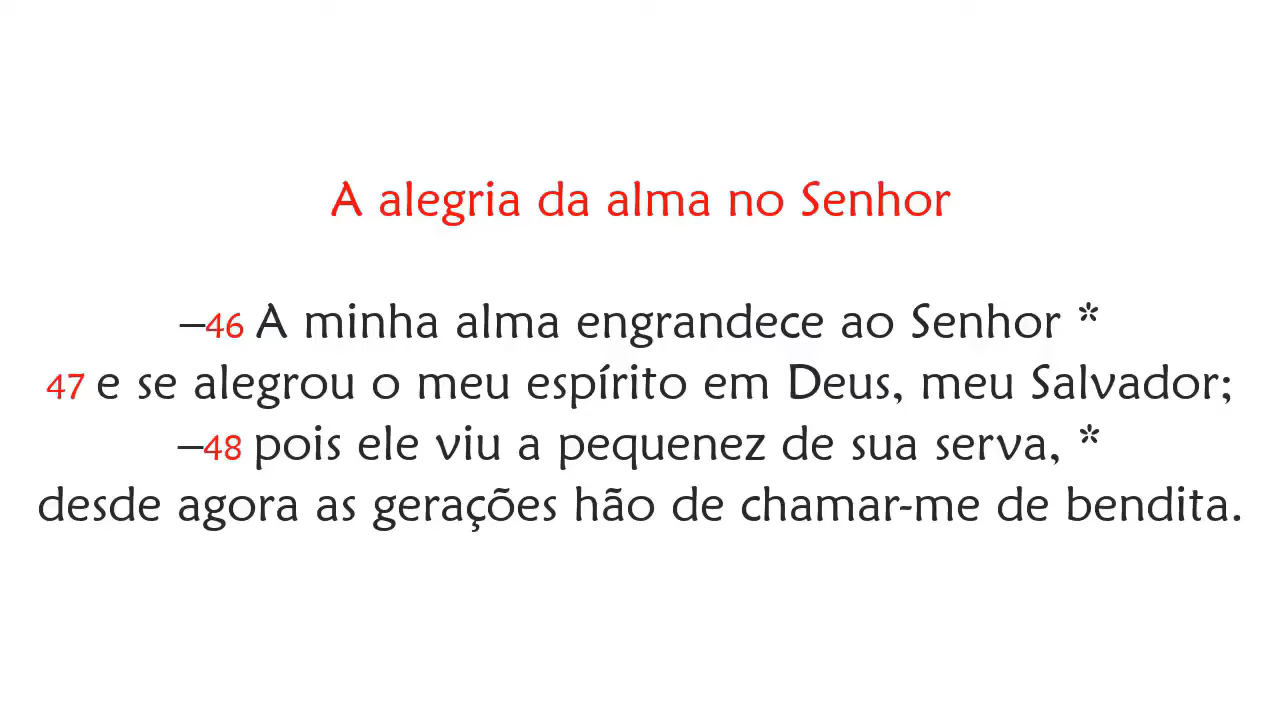 A alegria da alma no Senhor
–46 A minha alma engrandece ao Senhor *
47 e se alegrou o meu espírito em Deus, meu Salvador;
–48 pois ele viu a pequenez de sua serva, *
desde agora as gerações hão de chamar-me de bendita.